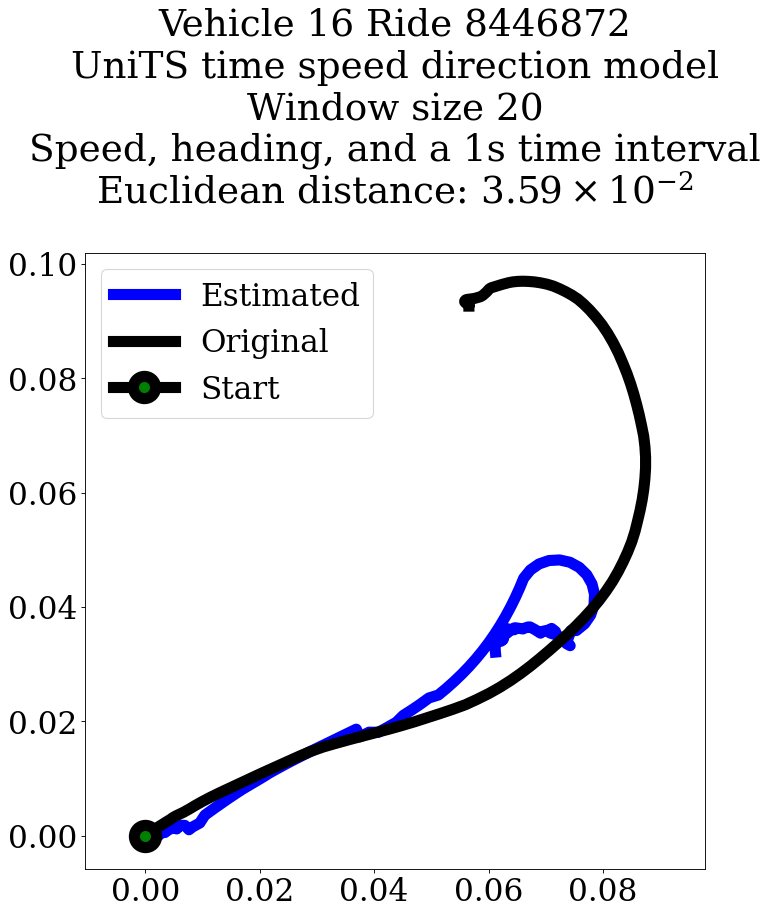 Vehicle 16 Ride 8446872
UniTS time speed direction model
Window size 20
Speed, heading, and a 1s time interval
Euclidean distance: 3.59 × 10⁻²
0.10
0.08
0.06
0.04
0.02
0.00
Estimated
Original
Start
0.00 0.02 0.04 0.06 0.08